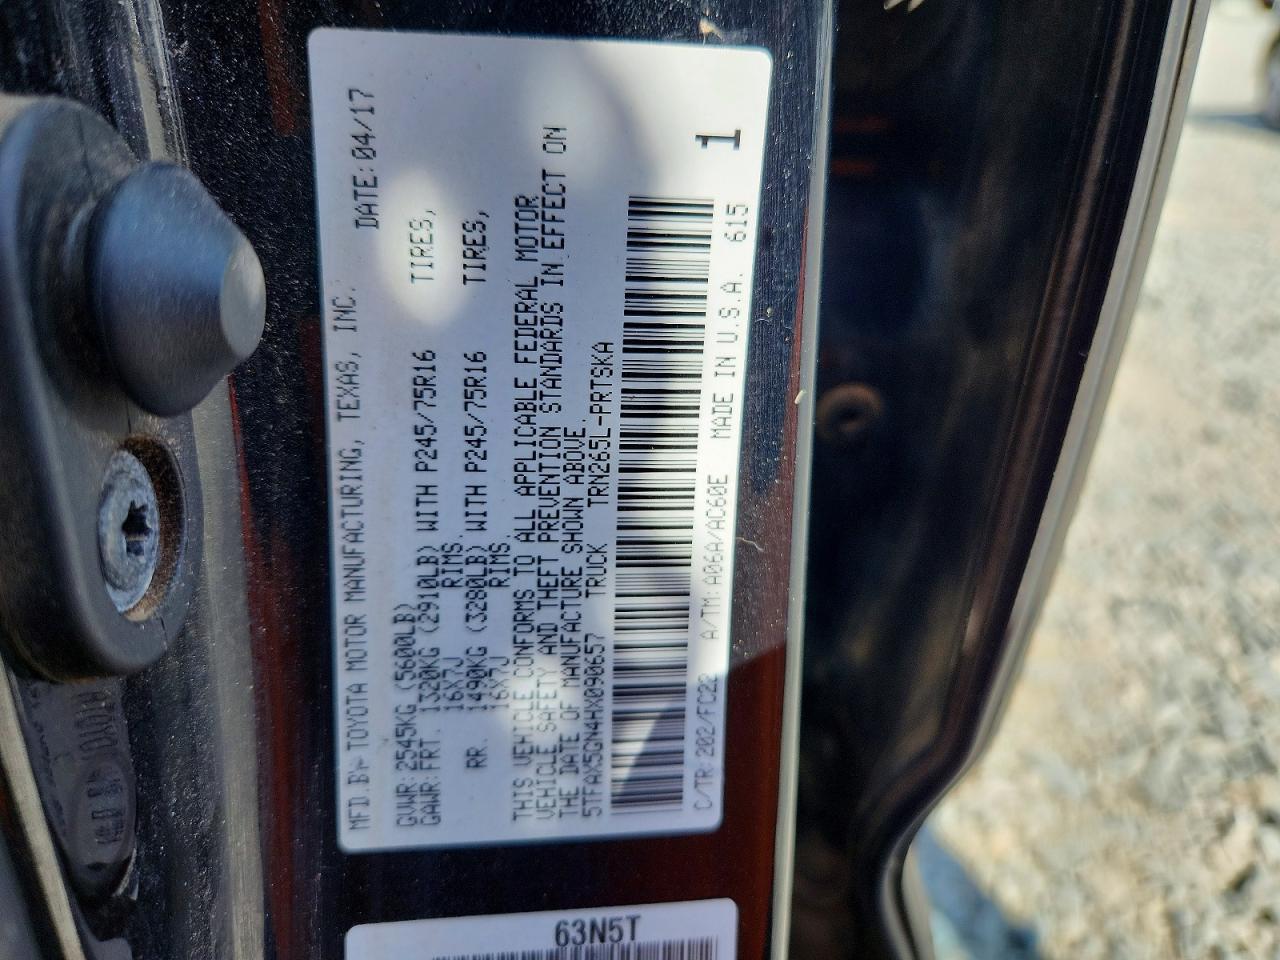 MFD.BY TOYOTA MOTOR MANUFACTURING, TEXAS, INC. DATE:04/17
GVWR:2545KG (5600LB)
GAWR:FRT. 1320KG (2910LB) WITH P245/75R16 TIRES,
16X7J RIMS.
RR. 1490KG (3280LB) WITH P245/75R16 TIRES,
16X7J RIMS.
THIS VEHICLE CONFORMS TO ALL APPLICABLE FEDERAL MOTOR
VEHICLE SAFETY AND THEFT PREVENTION STANDARDS IN EFFECT ON
THE DATE OF MANUFACTURE SHOWN ABOVE.
5TFAX5GN4HX090657 TRUCK TRN265L-PRTSKA
C/TR:202/FC22 A/TM:A06A/AC60E MADE IN U.S.A. 615
1
63N5T